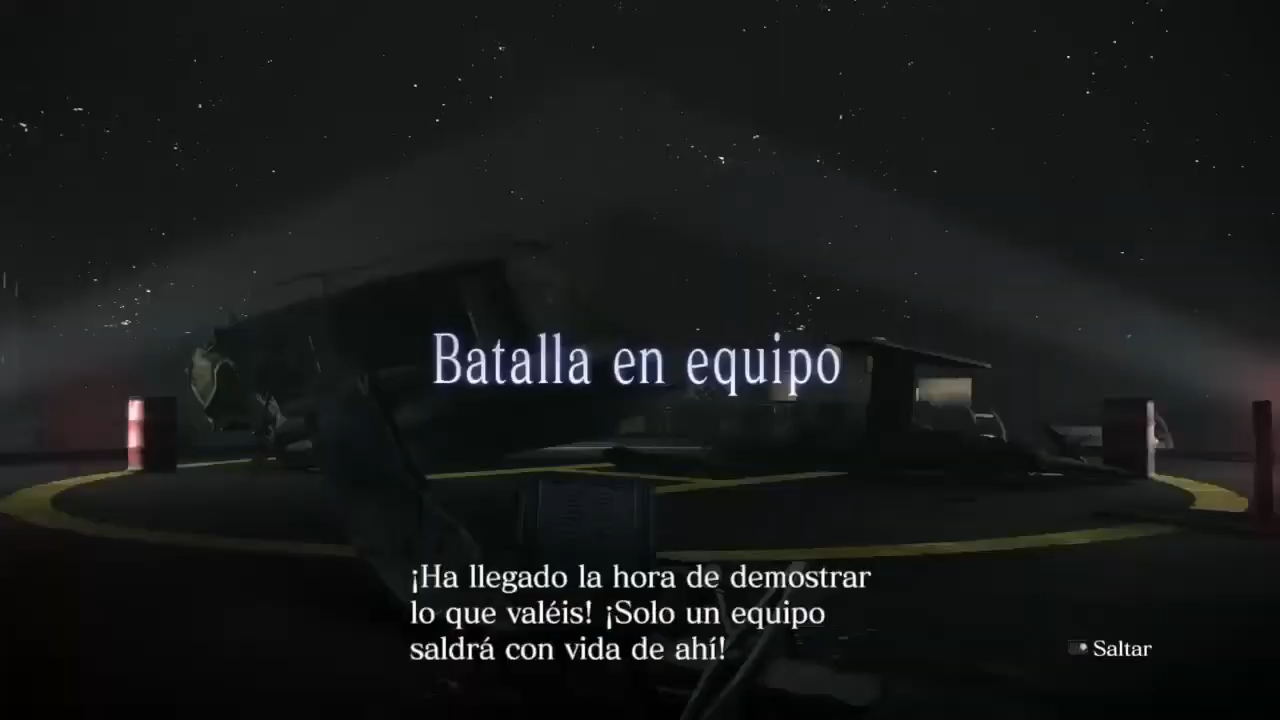 Batalla en equipo
¡Ha llegado la hora de demostrar
lo que valéis! ¡Solo un equipo
saldrá con vida de ahí!
Saltar